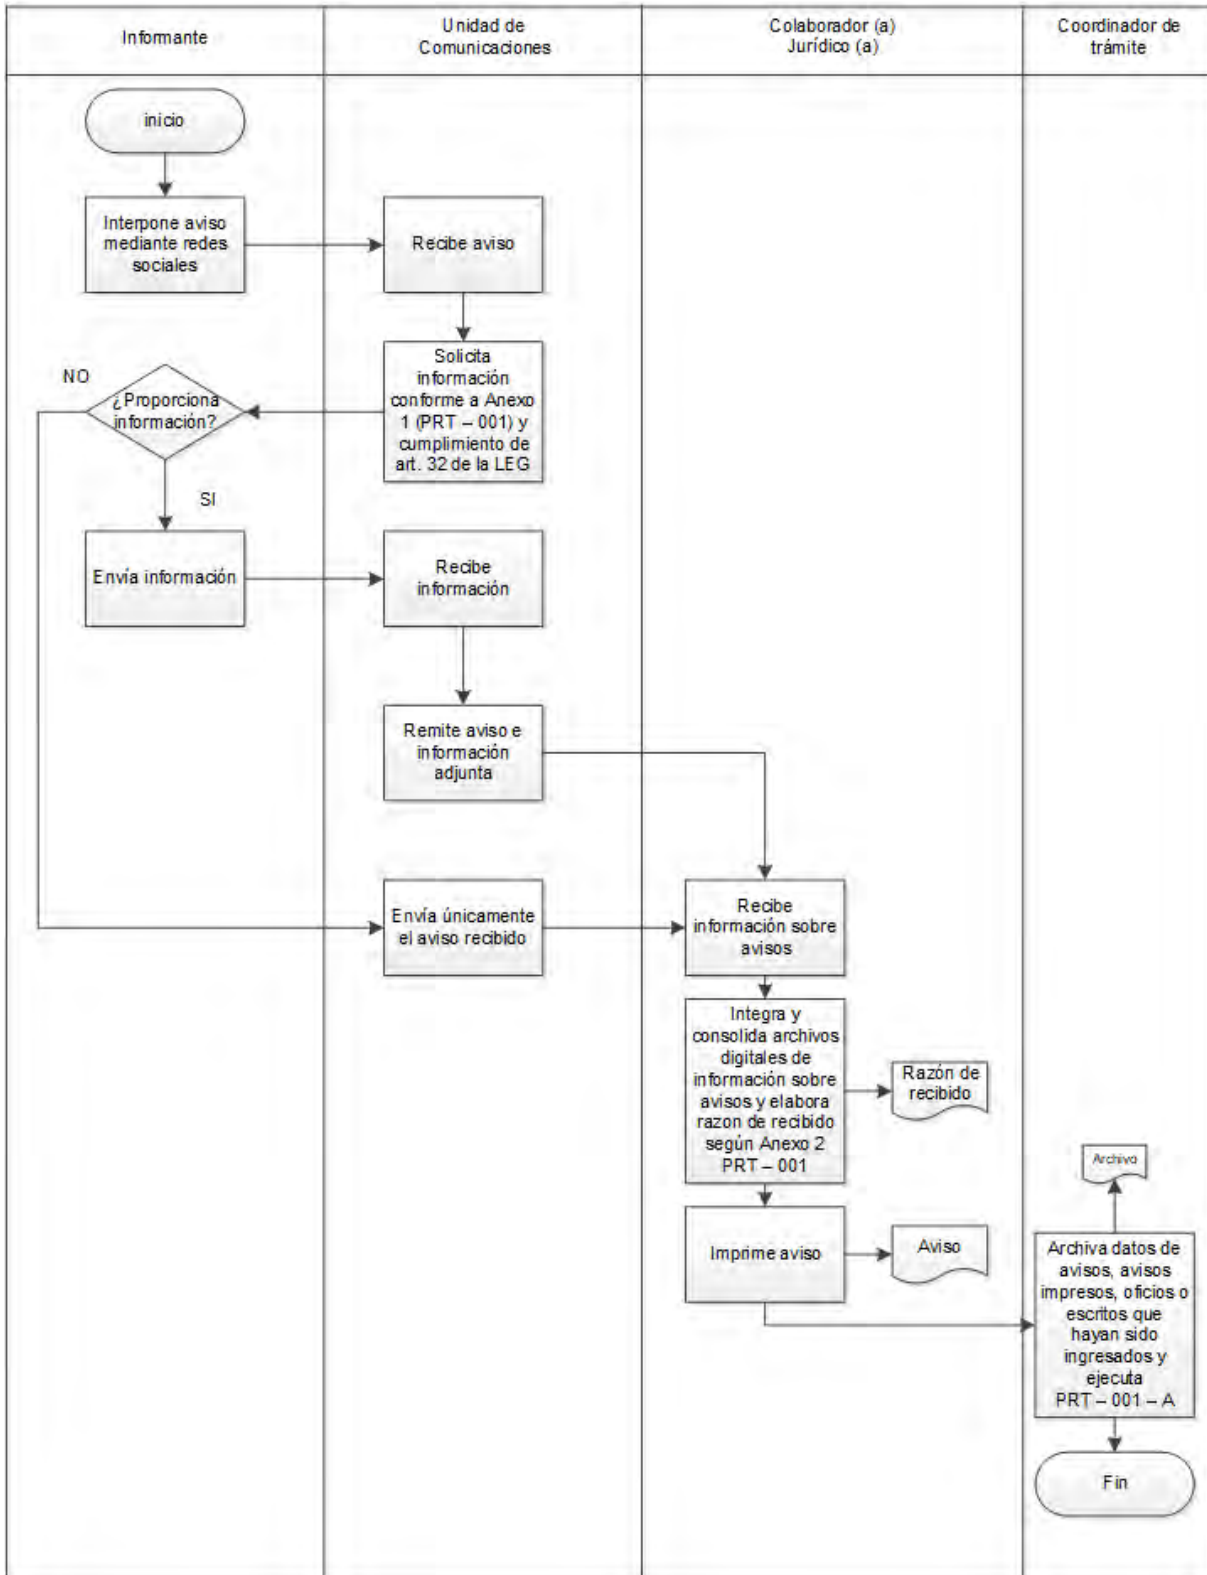 Informante
Unidad de
Comunicaciones
Colaborador (a)
Jurídico (a)
Coordinador de
trámite
inicio
Interpone aviso
mediante redes
sociales
Recibe aviso
Solicita
información
conforme a Anexo
1 (PRT – 001) y
cumplimiento de
art. 32 de la LEG
NO
¿Proporciona
información?
SI
Envía información
Recibe
información
Remite aviso e
información
adjunta
Envía únicamente
el aviso recibido
Recibe
información sobre
avisos
Integra y
consolida archivos
digitales de
información sobre
avisos y elabora
razon de recibido
según Anexo 2
PRT – 001
Razón de
recibido
Imprime aviso
Aviso
Archivo
Archiva datos de
avisos, avisos
impresos, oficios o
escritos que
hayan sido
ingresados y
ejecuta
PRT – 001 – A
Fin